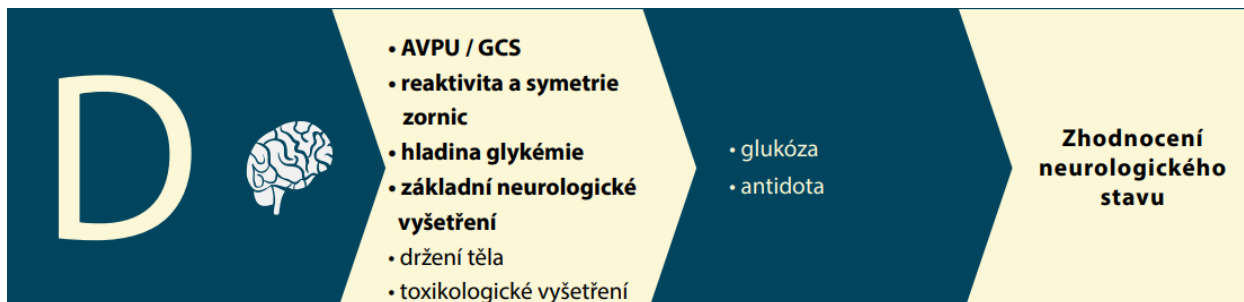 D
• AVPU / GCS
• reaktivita a symetrie
zornic
• hladina glykémie
• základní neurologické
vyšetření
• držení těla
• toxikologické vyšetření
• glukóza
• antidota
Zhodnocení
neurologického
stavu